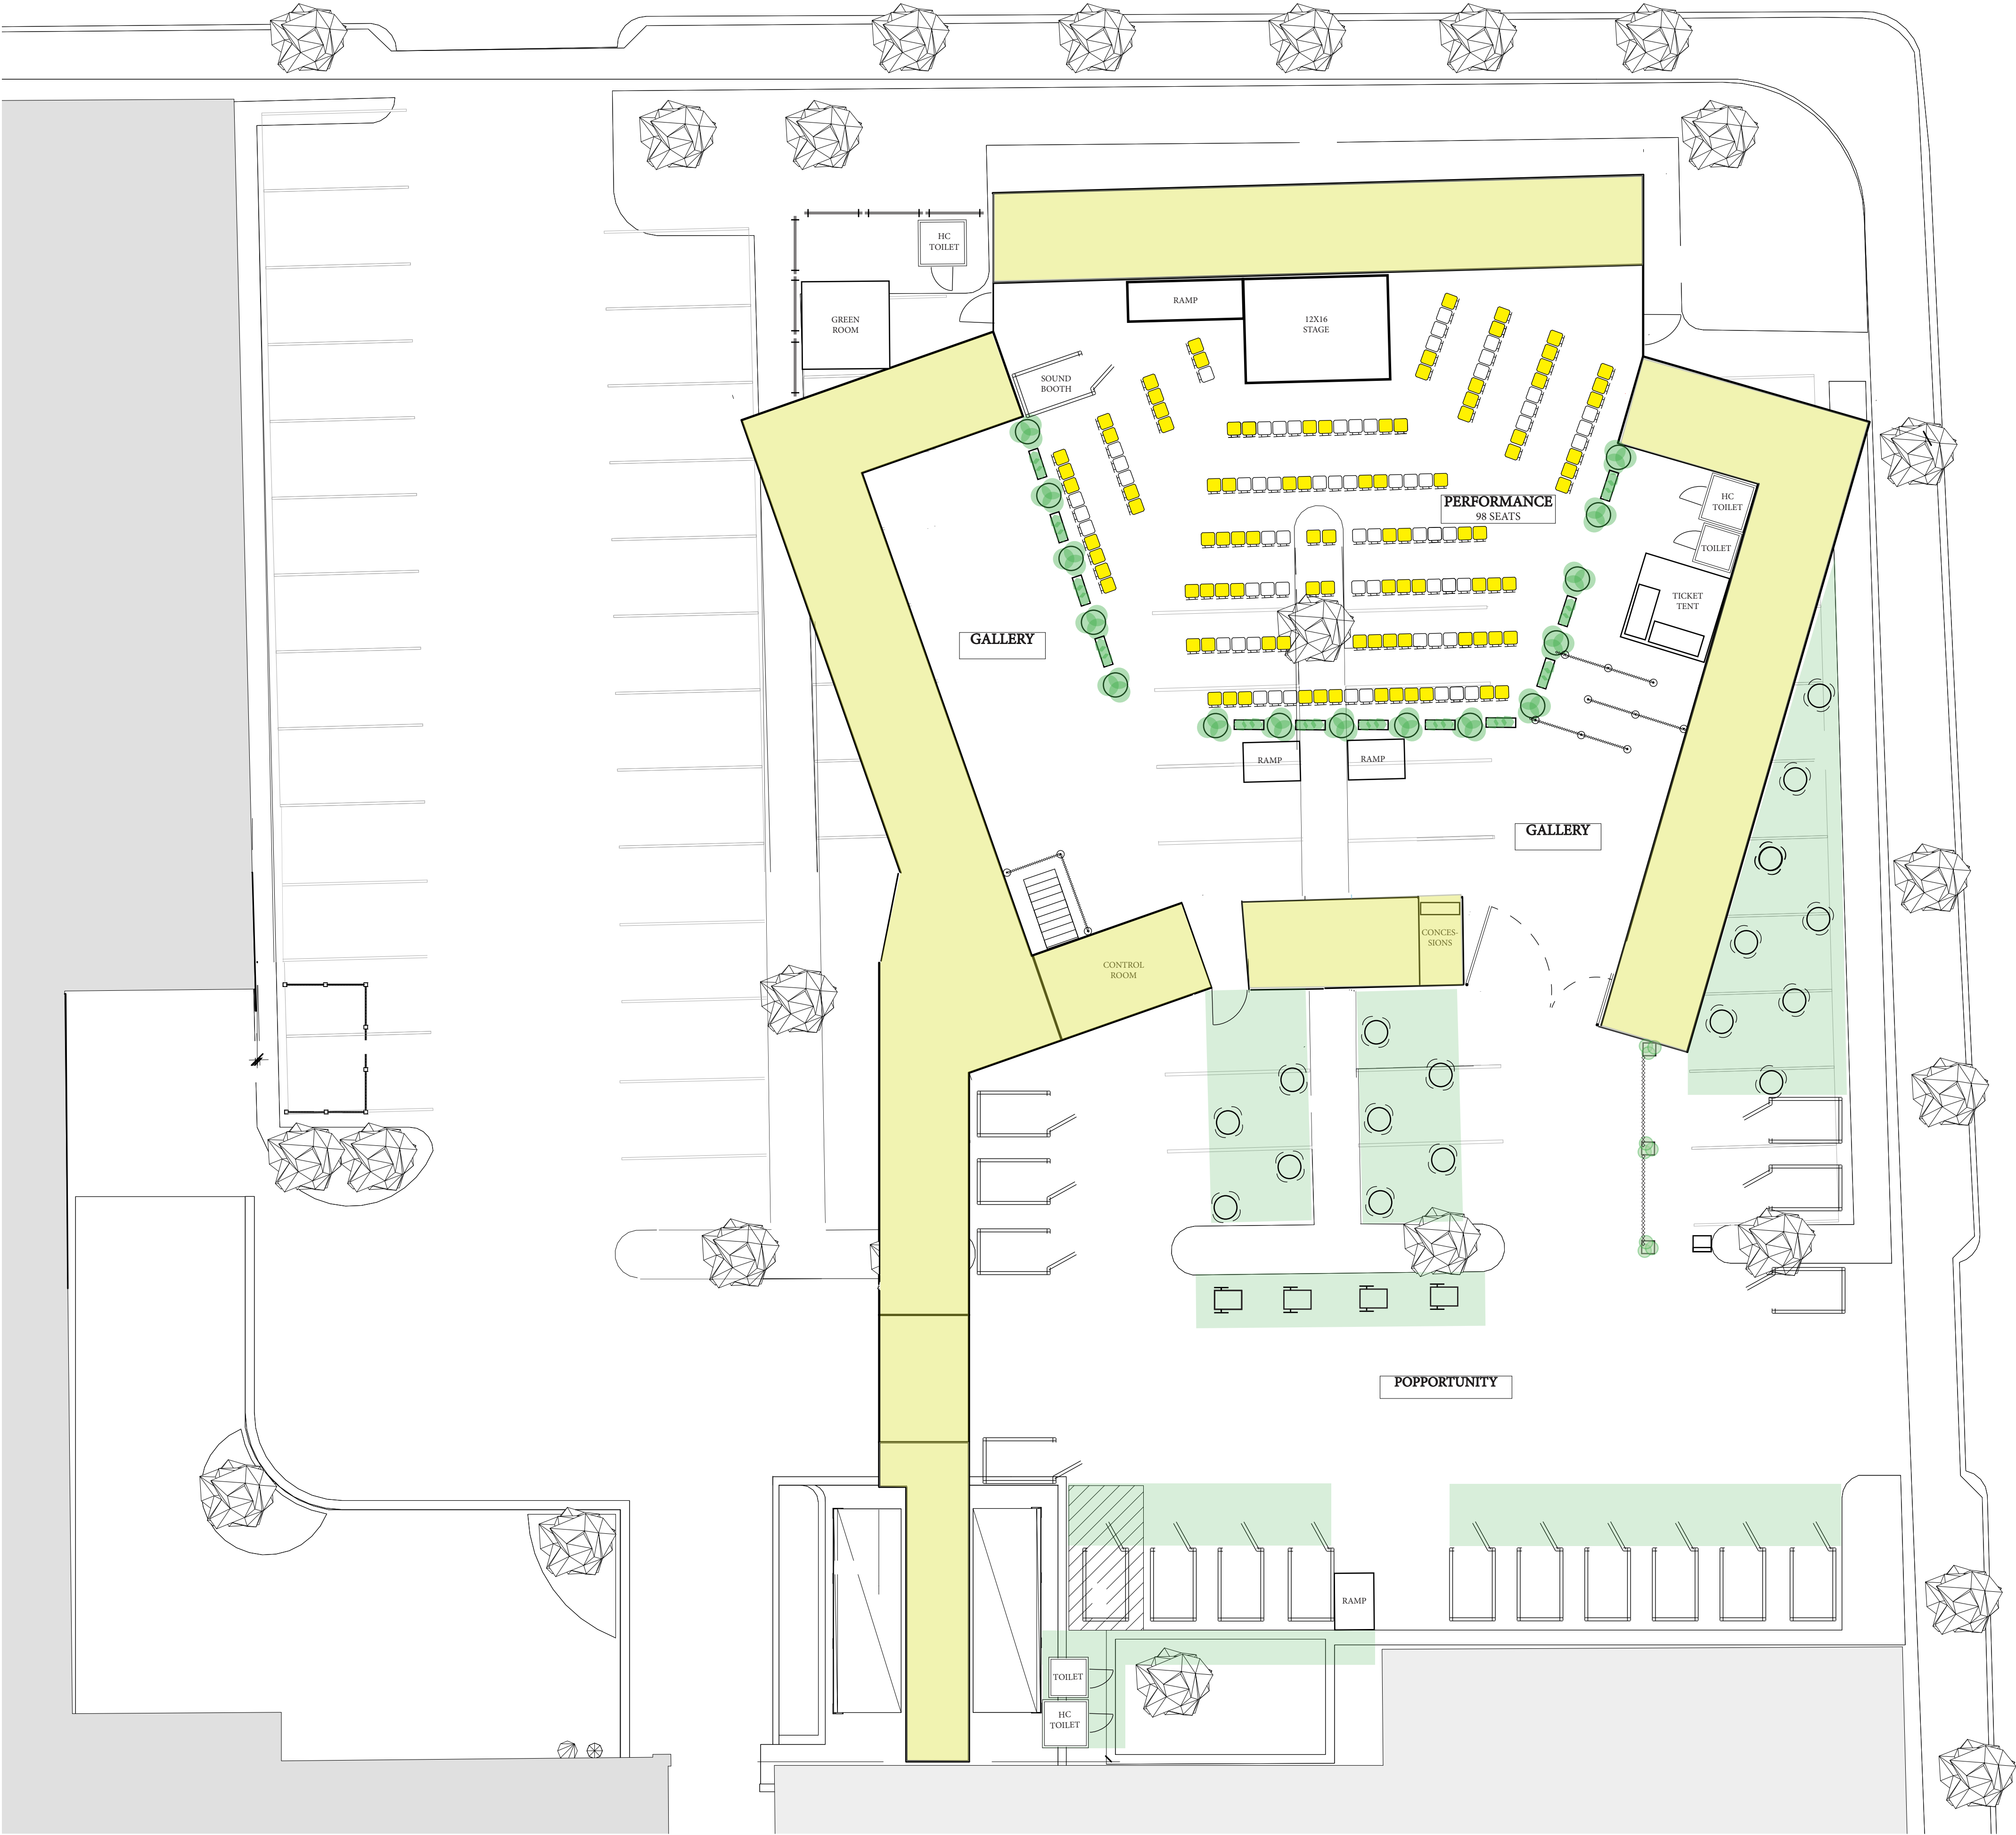 HC
TOILET
GREEN
ROOM
RAMP
12X16
STAGE
SOUND
BOOTH
PERFORMANCE
98 SEATS
HC
TOILET
TOILET
TICKET
TENT
GALLERY
RAMP
RAMP
GALLERY
CONCES-
SIONS
CONTROL
ROOM
POPPORTUNITY
RAMP
TOILET
HC
TOILET